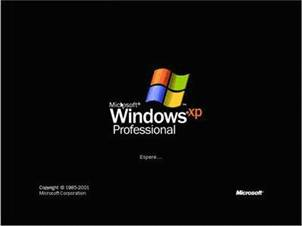 Microsoft®
Windows xp
Professional
Espere...
Copyright © 1985-2001
Microsoft Corporation
Microsoft